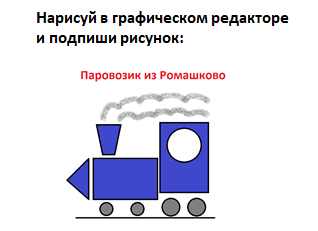 Нарисуй в графическом редакторе
и подпиши рисунок:
Паровозик из Ромашково